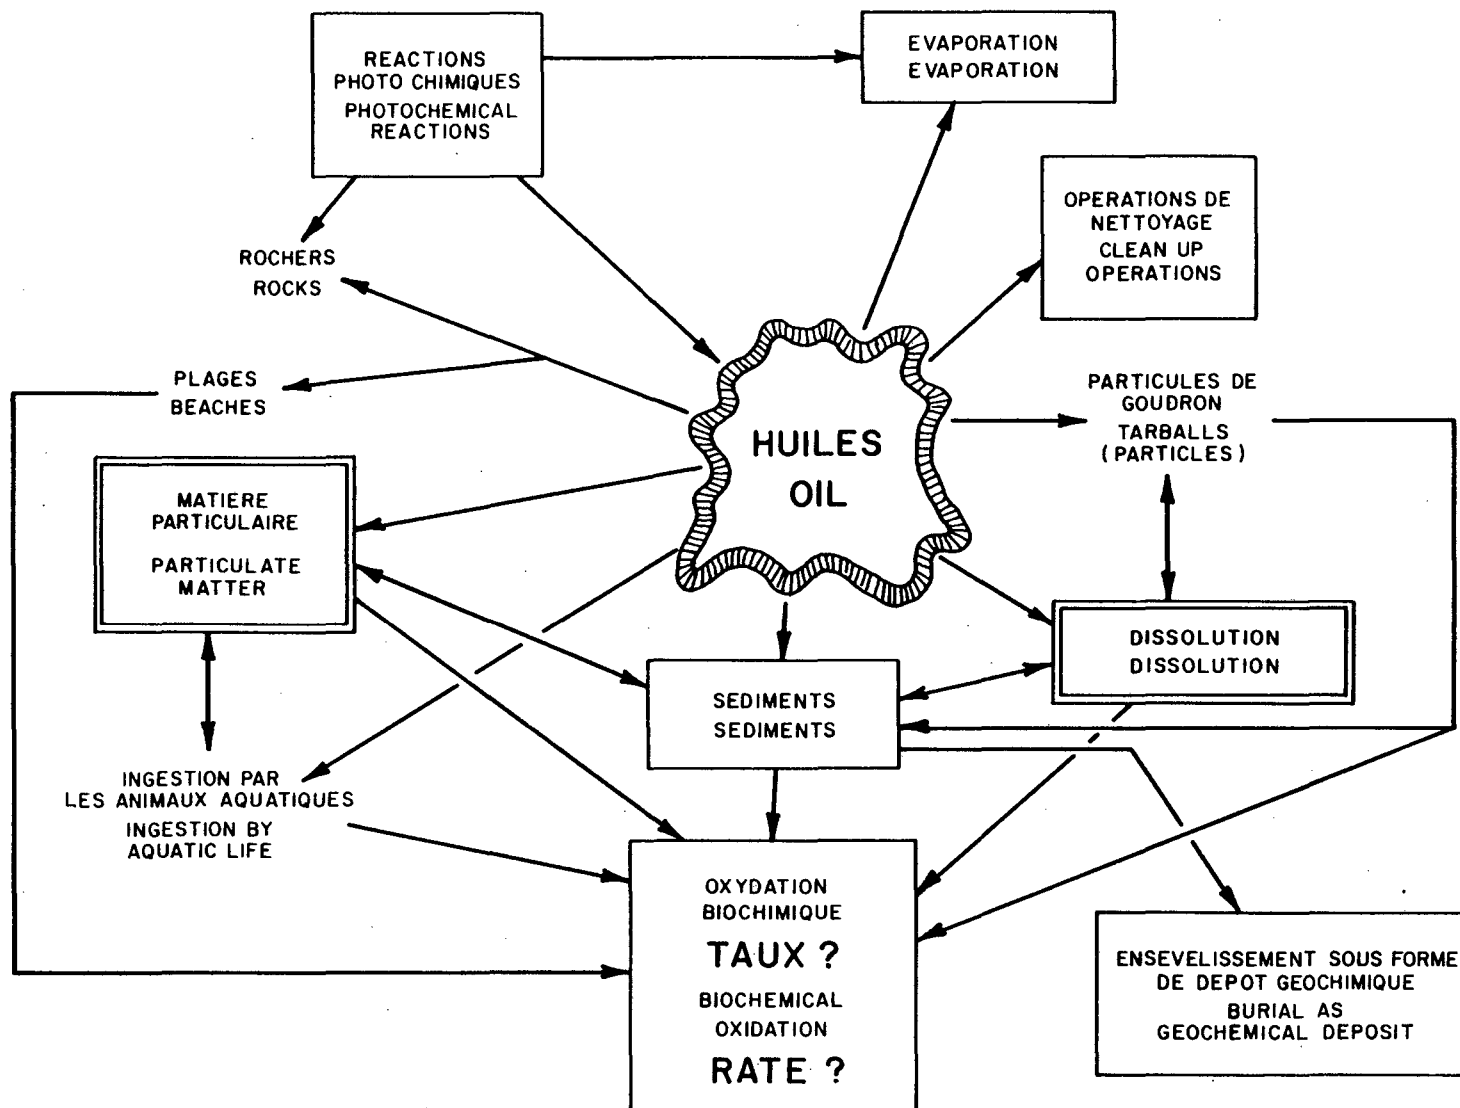 REACTIONS
PHOTO CHIMIQUES
PHOTOCHEMICAL
REACTIONS
EVAPORATION
EVAPORATION
OPERATIONS DE
NETTOYAGE
CLEAN UP
OPERATIONS
ROCHERS
ROCKS
PLAGES
BEACHES
HUILES
OIL
PARTICULES DE
GOUDRON
TARBALLS
(PARTICLES)
MATIERE
PARTICULAIRE
PARTICULATE
MATTER
DISSOLUTION
DISSOLUTION
SEDIMENTS
SEDIMENTS
INGESTION PAR
LES ANIMAUX AQUATIQUES
INGESTION BY
AQUATIC LIFE
OXYDATION
BIOCHIMIQUE
TAUX ?
BIOCHEMICAL
OXIDATION
RATE ?
ENSEVELISSEMENT SOUS FORME
DE DEPOT GEOCHIMIQUE
BURIAL AS
GEOCHEMICAL DEPOSIT